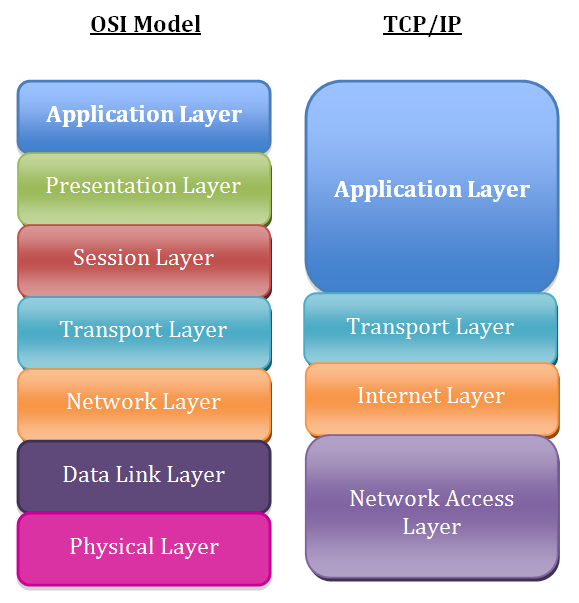 OSI Model
Application Layer
Presentation Layer
Session Layer
Transport Layer
Network Layer
Data Link Layer
Physical Layer
TCP/IP
Application Layer
Transport Layer
Internet Layer
Network Access
Layer